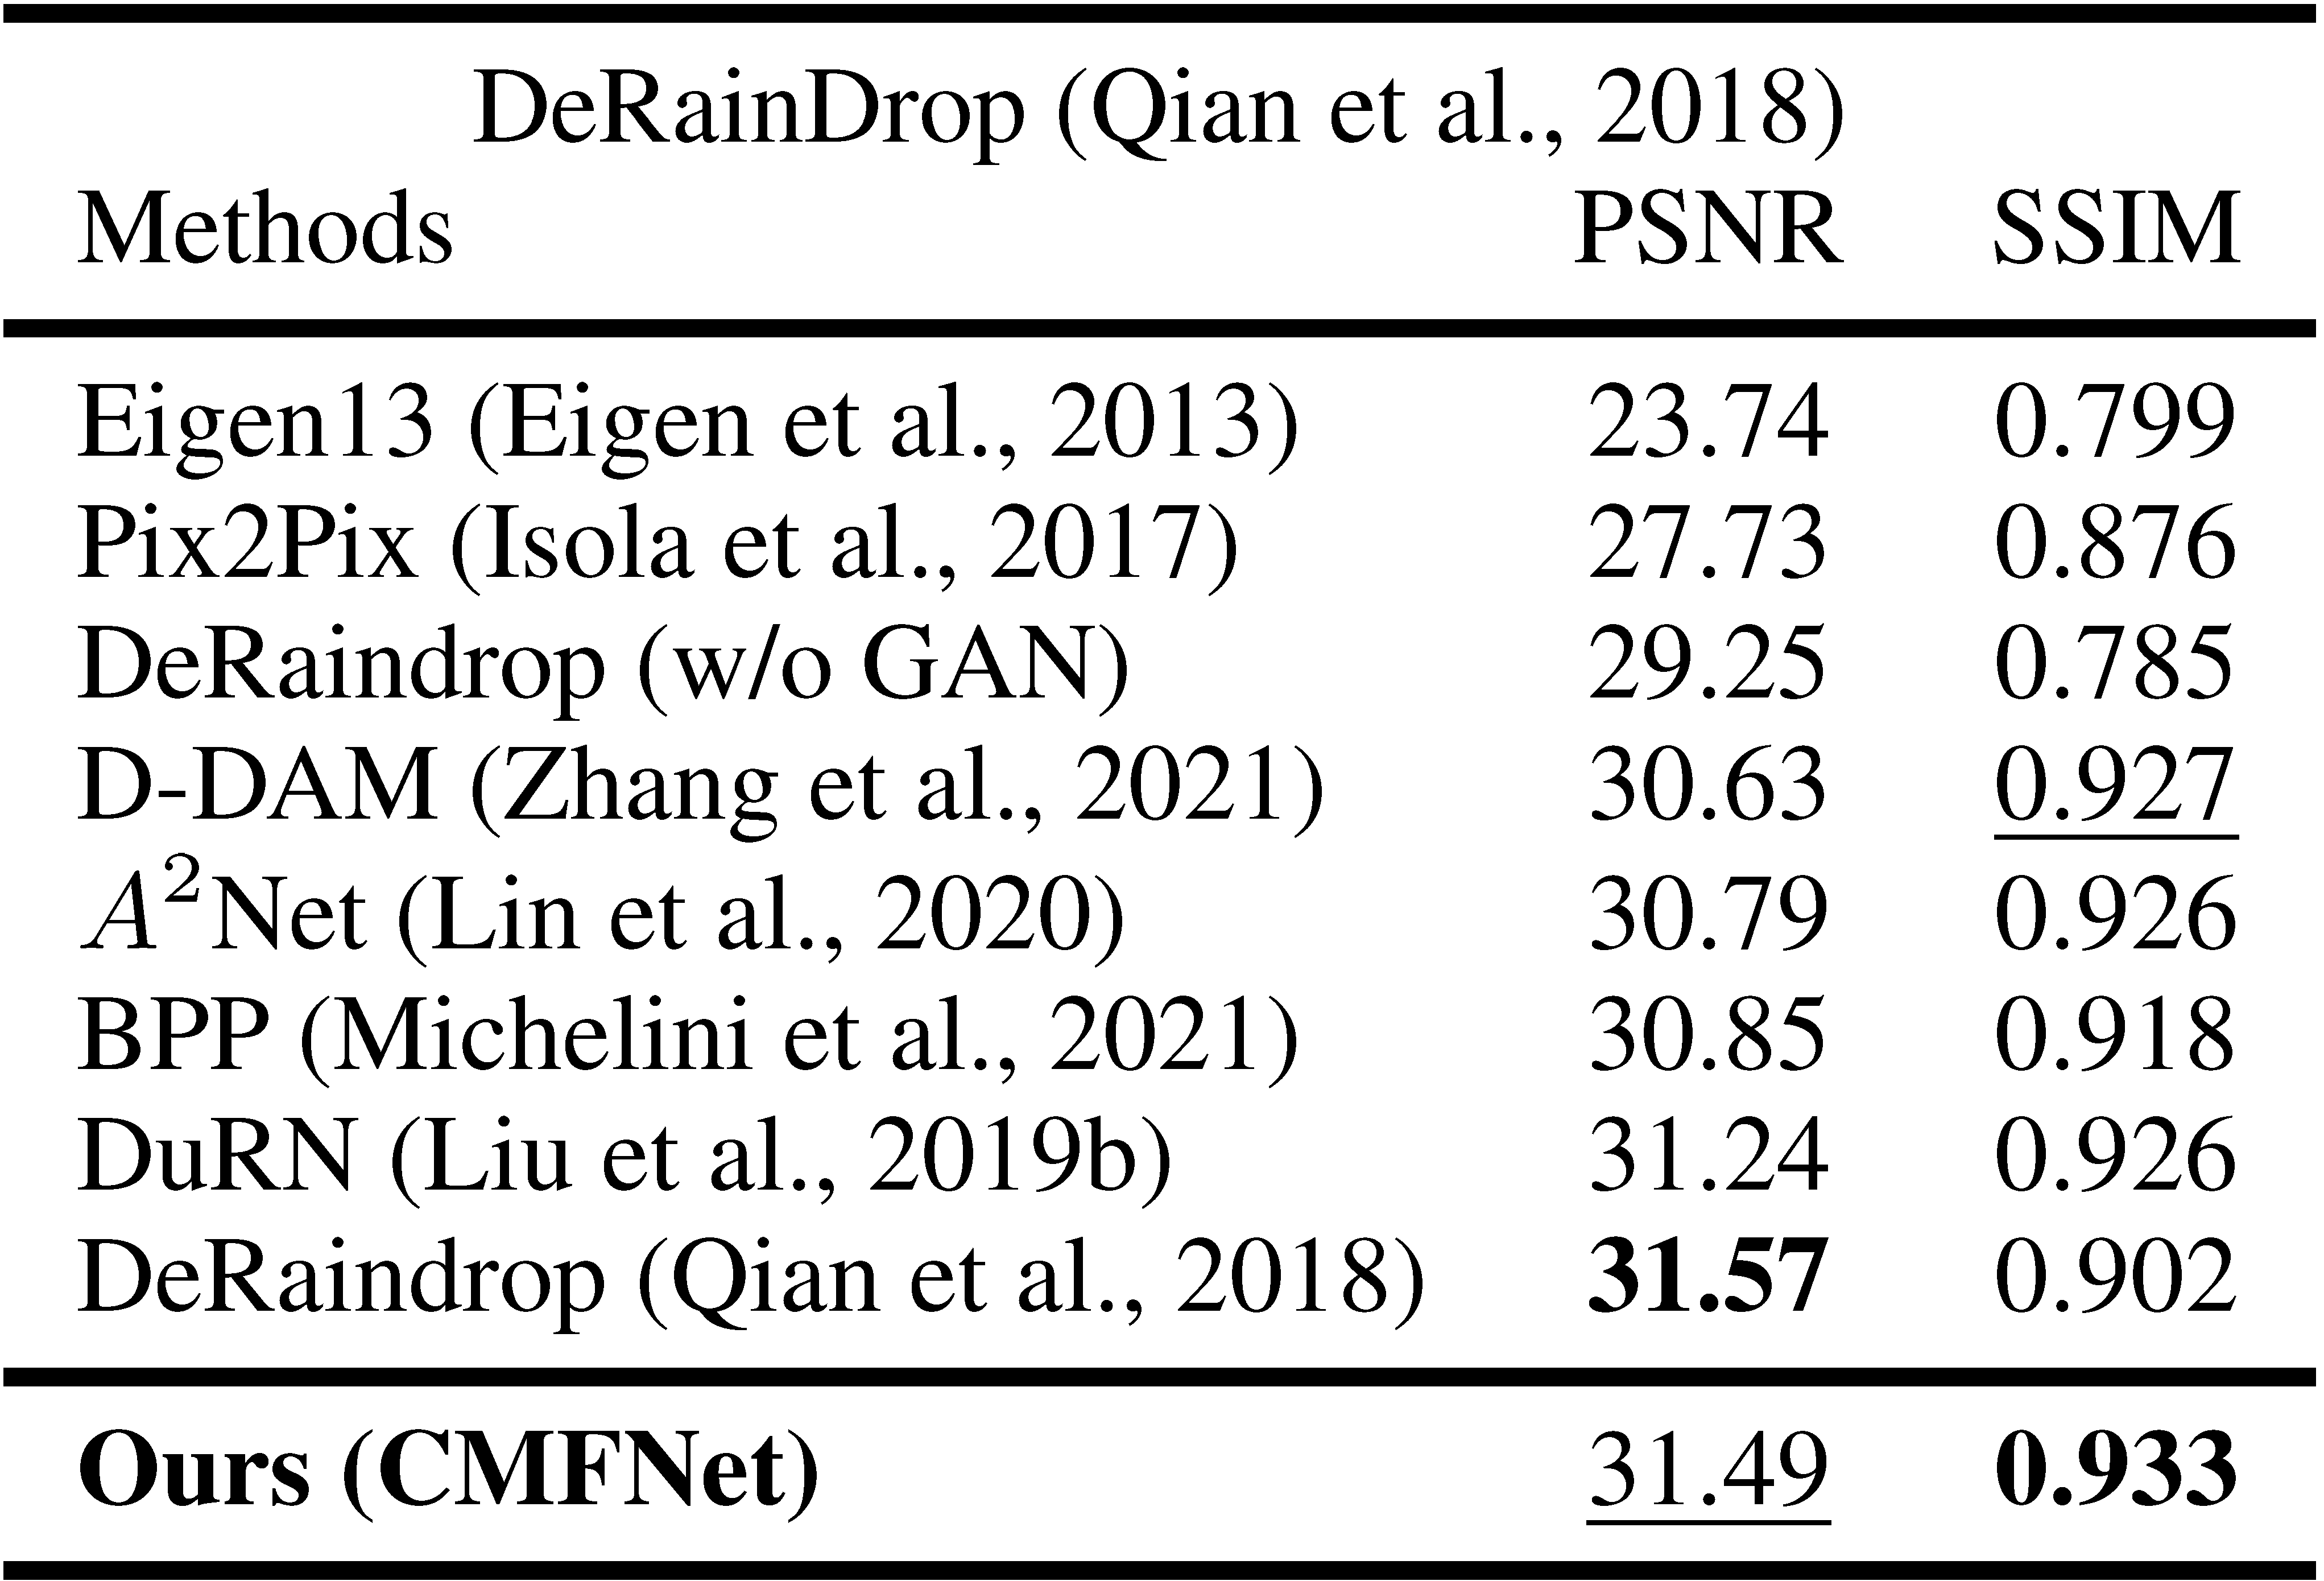 DeRainDrop (Qian et al., 2018)
Methods PSNR SSIM
Eigen13 (Eigen et al., 2013) 23.74 0.799
Pix2Pix (Isola et al., 2017) 27.73 0.876
DeRaindrop (w/o GAN) 29.25 0.785
D-DAM (Zhang et al., 2021) 30.63 0.927
A²Net (Lin et al., 2020) 30.79 0.926
BPP (Michelini et al., 2021) 30.85 0.918
DuRN (Liu et al., 2019b) 31.24 0.926
DeRaindrop (Qian et al., 2018) 31.57 0.902
Ours (CMFNet) 31.49 0.933